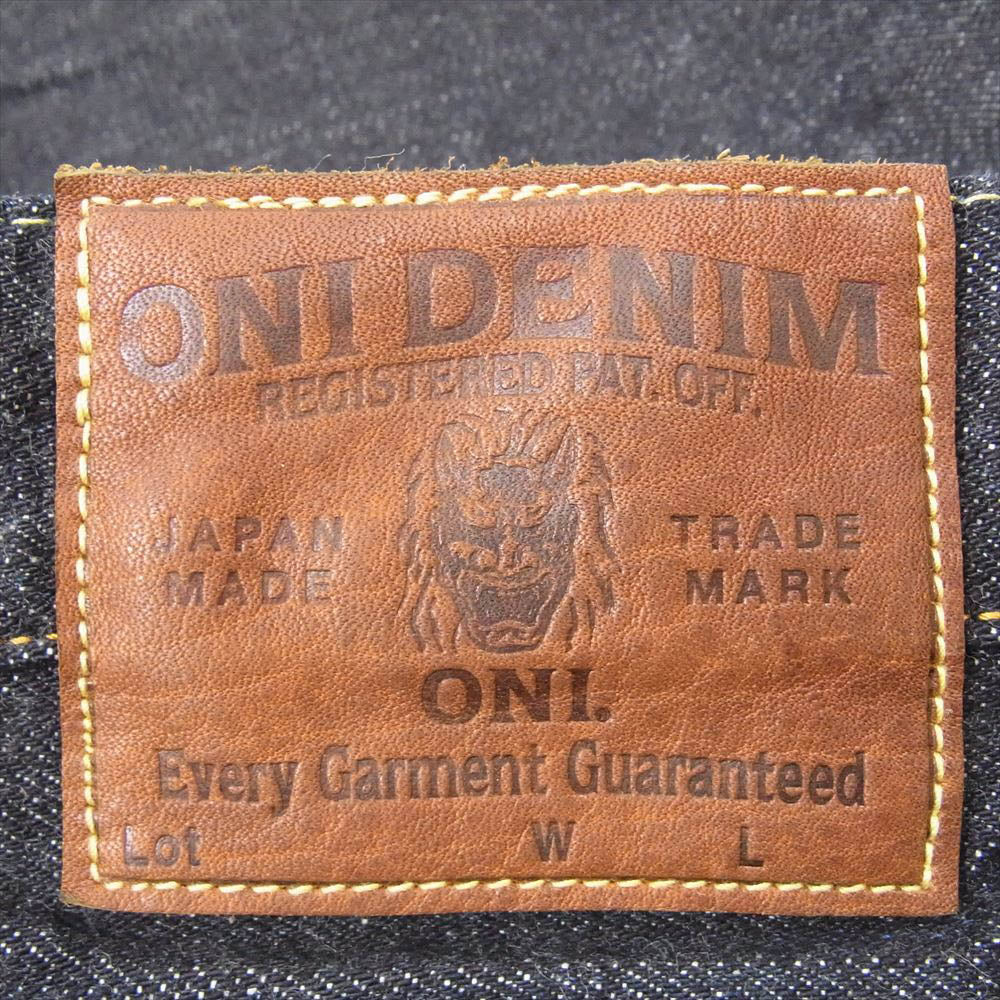 ONI DENIM
REGISTERED PAT. OFF.
JAPAN
MADE
TRADE
MARK
ONI.
Every Garment Guaranteed
Lot W L